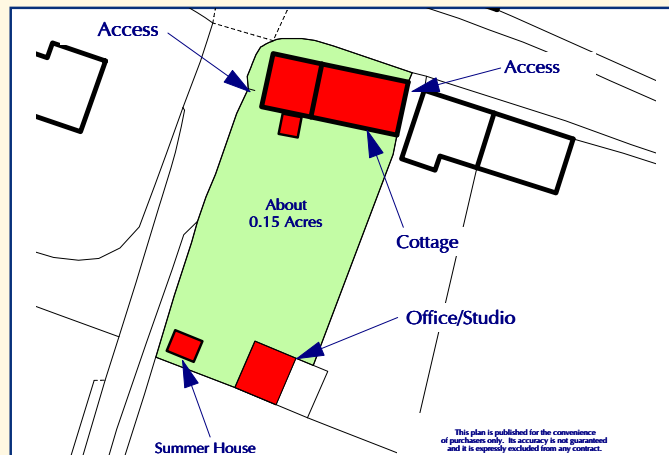 Access
Access
About
0.15 Acres
Cottage
Office/Studio
Summer House
This plan is published for the convenience
of purchasers only. Its accuracy is not guaranteed
and it is expressly excluded from any contract.